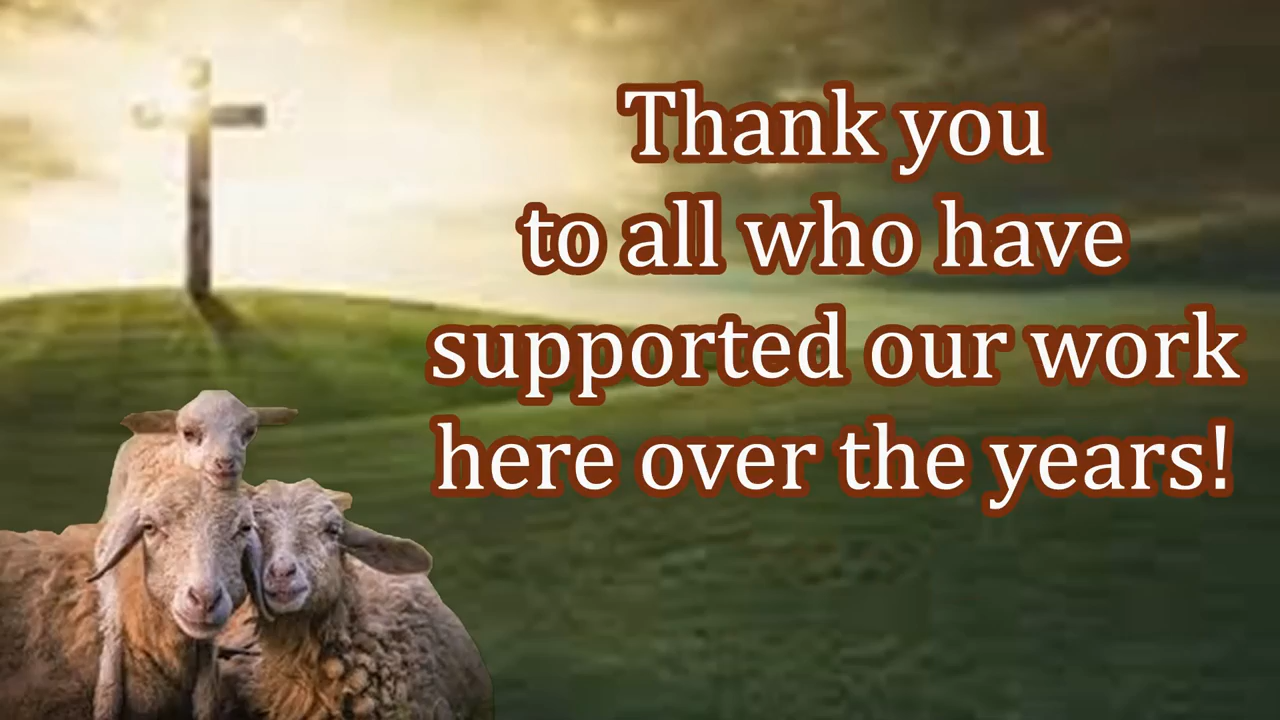 Thank you
to all who have
supported our work
here over the years!